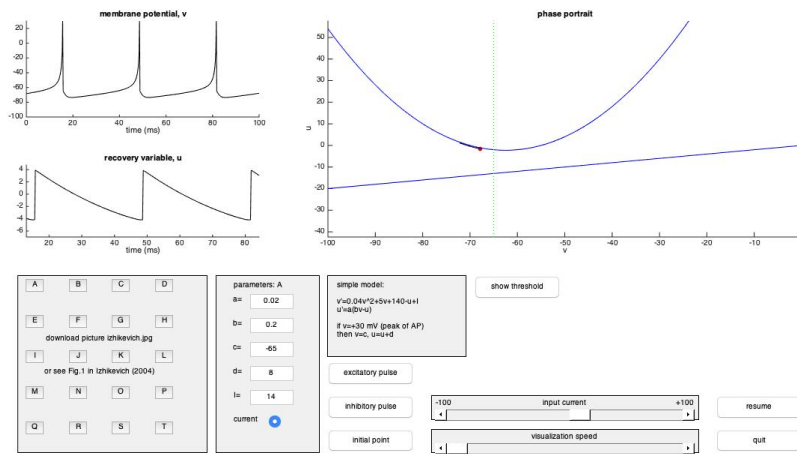 membrane potential, v
20
0
-20
-40
-60
-80
-100
0 20 40 60 80 100
time (ms)
recovery variable, u
4
2
0
-2
-4
-6
20 30 40 50 60 70 80
time (ms)
phase portrait
50
40
30
20
10
0
-10
-20
-30
-40
u
-100 -90 -80 -70 -60 -50 -40 -30 -20 -10
v
A B C D
E F G H
download picture izhikevich.jpg
I J K L
or see Fig.1 in Izhikevich (2004)
M N O P
Q R S T
parameters: A
a= 0.02
b= 0.2
c= -65
d= 8
I= 14
current
simple model:
v'=0.04v^2+5v+140-u+I
u'=a(bv-u)
if v=+30 mV (peak of AP)
then v=c, u=u+d
show threshold
excitatory pulse
inhibitory pulse
initial point
-100 input current +100
visualization speed
resume
quit